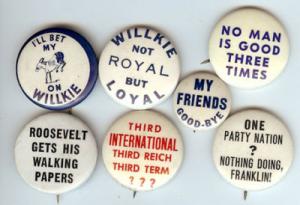 I'LL BET MY
ON
WILLKIE
WILLKIE
NOT
ROYAL
BUT
LOYAL
NO MAN
IS GOOD
THREE
TIMES
MY
FRIENDS
GOOD-BYE
ROOSEVELT
GETS HIS
WALKING
PAPERS
THIRD
INTERNATIONAL
THIRD REICH
THIRD TERM
? ? ?
ONE
PARTY NATION
?
NOTHING DOING,
FRANKLIN!